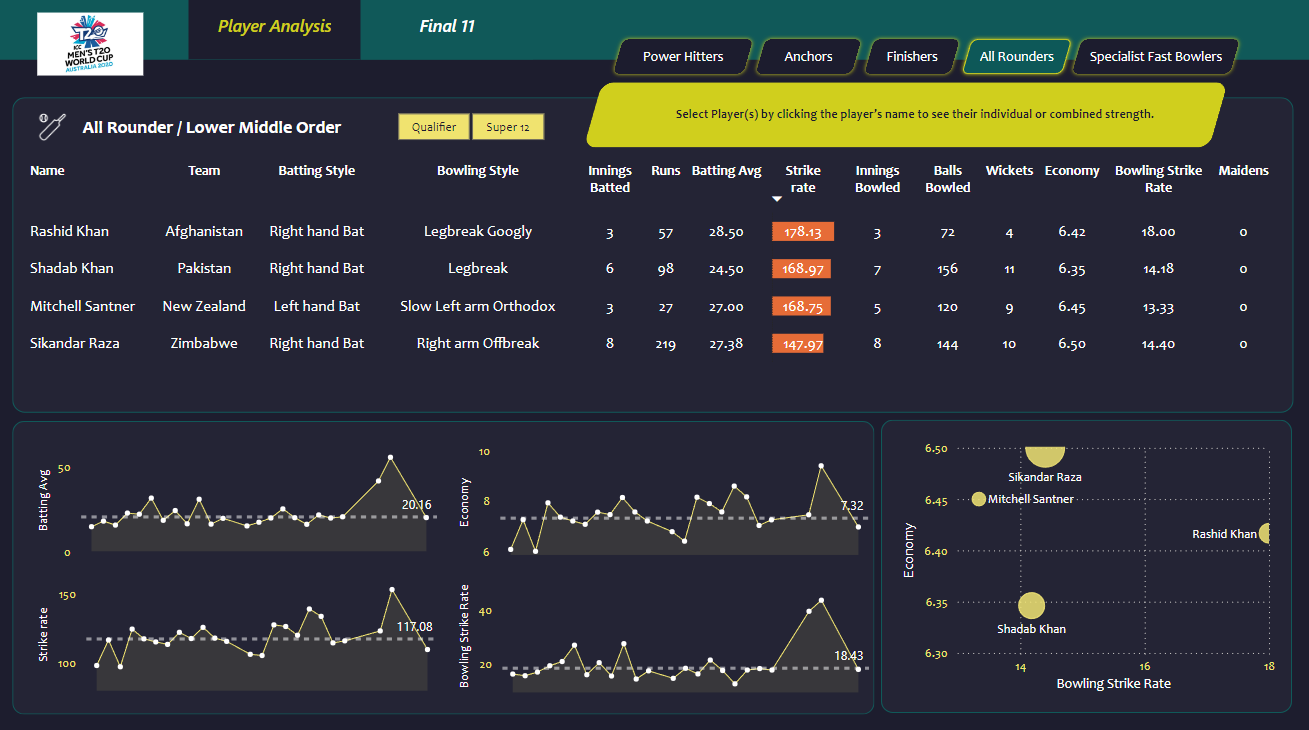 Player Analysis
Final 11
ICC
T20
MEN'S T20
WORLD CUP
AUSTRALIA 2020
Power Hitters
Anchors
Finishers
All Rounders
Specialist Fast Bowlers
Select Player(s) by clicking the player's name to see their individual or combined strength.
All Rounder / Lower Middle Order
Qualifier
Super 12
Name Team Batting Style Bowling Style Innings Batted Runs Batting Avg Strike rate Innings Bowled Balls Bowled Wickets Economy Bowling Strike Rate Maidens
Rashid Khan Afghanistan Right hand Bat Legbreak Googly 3 57 28.50 178.13 3 72 4 6.42 18.00 0
Shadab Khan Pakistan Right hand Bat Legbreak 6 98 24.50 168.97 7 156 11 6.35 14.18 0
Mitchell Santner New Zealand Left hand Bat Slow Left arm Orthodox 3 27 27.00 168.75 5 120 9 6.45 13.33 0
Sikandar Raza Zimbabwe Right hand Bat Right arm Offbreak 8 219 27.38 147.97 8 144 10 6.50 14.40 0
Batting Avg
50
0
20.16
Economy
10
8
6
7.32
Strike rate
150
100
117.08
Bowling Strike Rate
40
20
18.43
Economy
6.50
6.45
6.40
6.35
6.30
Sikandar Raza
Mitchell Santner
Rashid Khan
Shadab Khan
14 16 18
Bowling Strike Rate